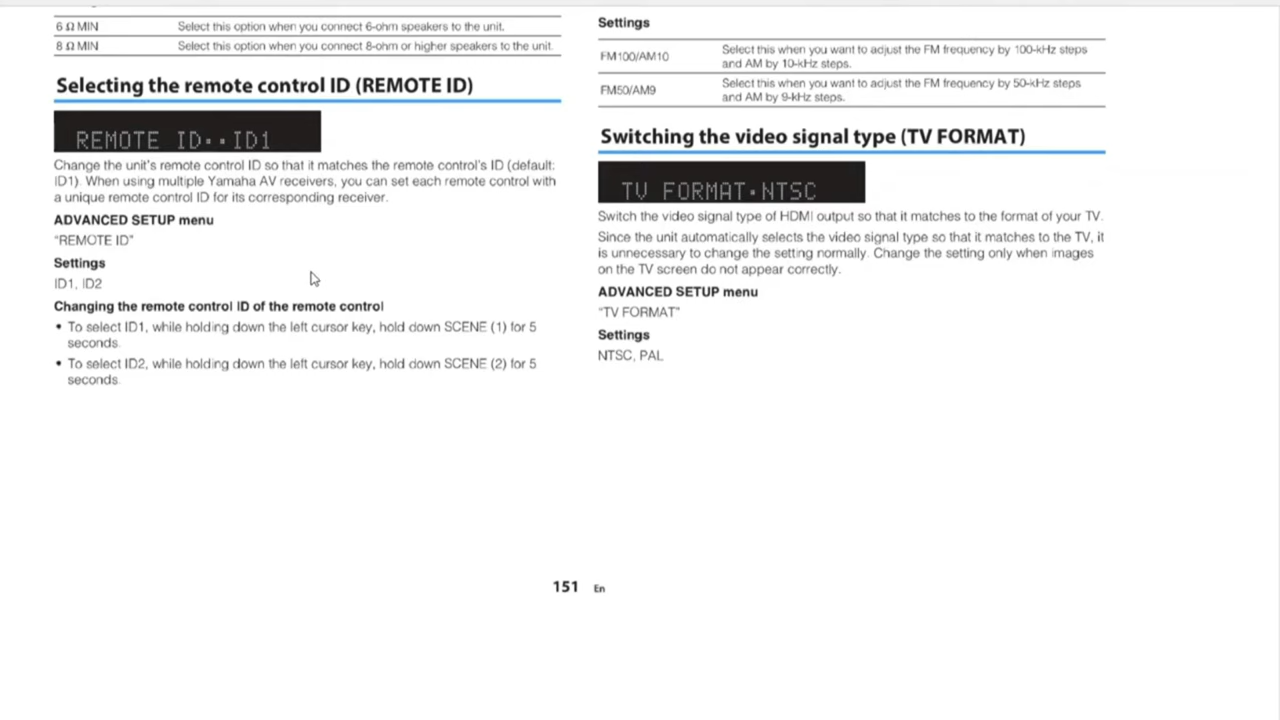 6 Ω MIN Select this option when you connect 6-ohm speakers to the unit.
8 Ω MIN Select this option when you connect 8-ohm or higher speakers to the unit.
Selecting the remote control ID (REMOTE ID)
REMOTE ID··ID1
Change the unit's remote control ID so that it matches the remote control's ID (default:
ID1). When using multiple Yamaha AV receivers, you can set each remote control with
a unique remote control ID for its corresponding receiver.
ADVANCED SETUP menu
"REMOTE ID"
Settings
ID1, ID2
Changing the remote control ID of the remote control
• To select ID1, while holding down the left cursor key, hold down SCENE (1) for 5
seconds.
• To select ID2, while holding down the left cursor key, hold down SCENE (2) for 5
seconds.
Settings
FM100/AM10 Select this when you want to adjust the FM frequency by 100-kHz steps
and AM by 10-kHz steps.
FM50/AM9 Select this when you want to adjust the FM frequency by 50-kHz steps
and AM by 9-kHz steps.
Switching the video signal type (TV FORMAT)
TV FORMAT·NTSC
Switch the video signal type of HDMI output so that it matches to the format of your TV.
Since the unit automatically selects the video signal type so that it matches to the TV, it
is unnecessary to change the setting normally. Change the setting only when images
on the TV screen do not appear correctly.
ADVANCED SETUP menu
"TV FORMAT"
Settings
NTSC, PAL
151 En